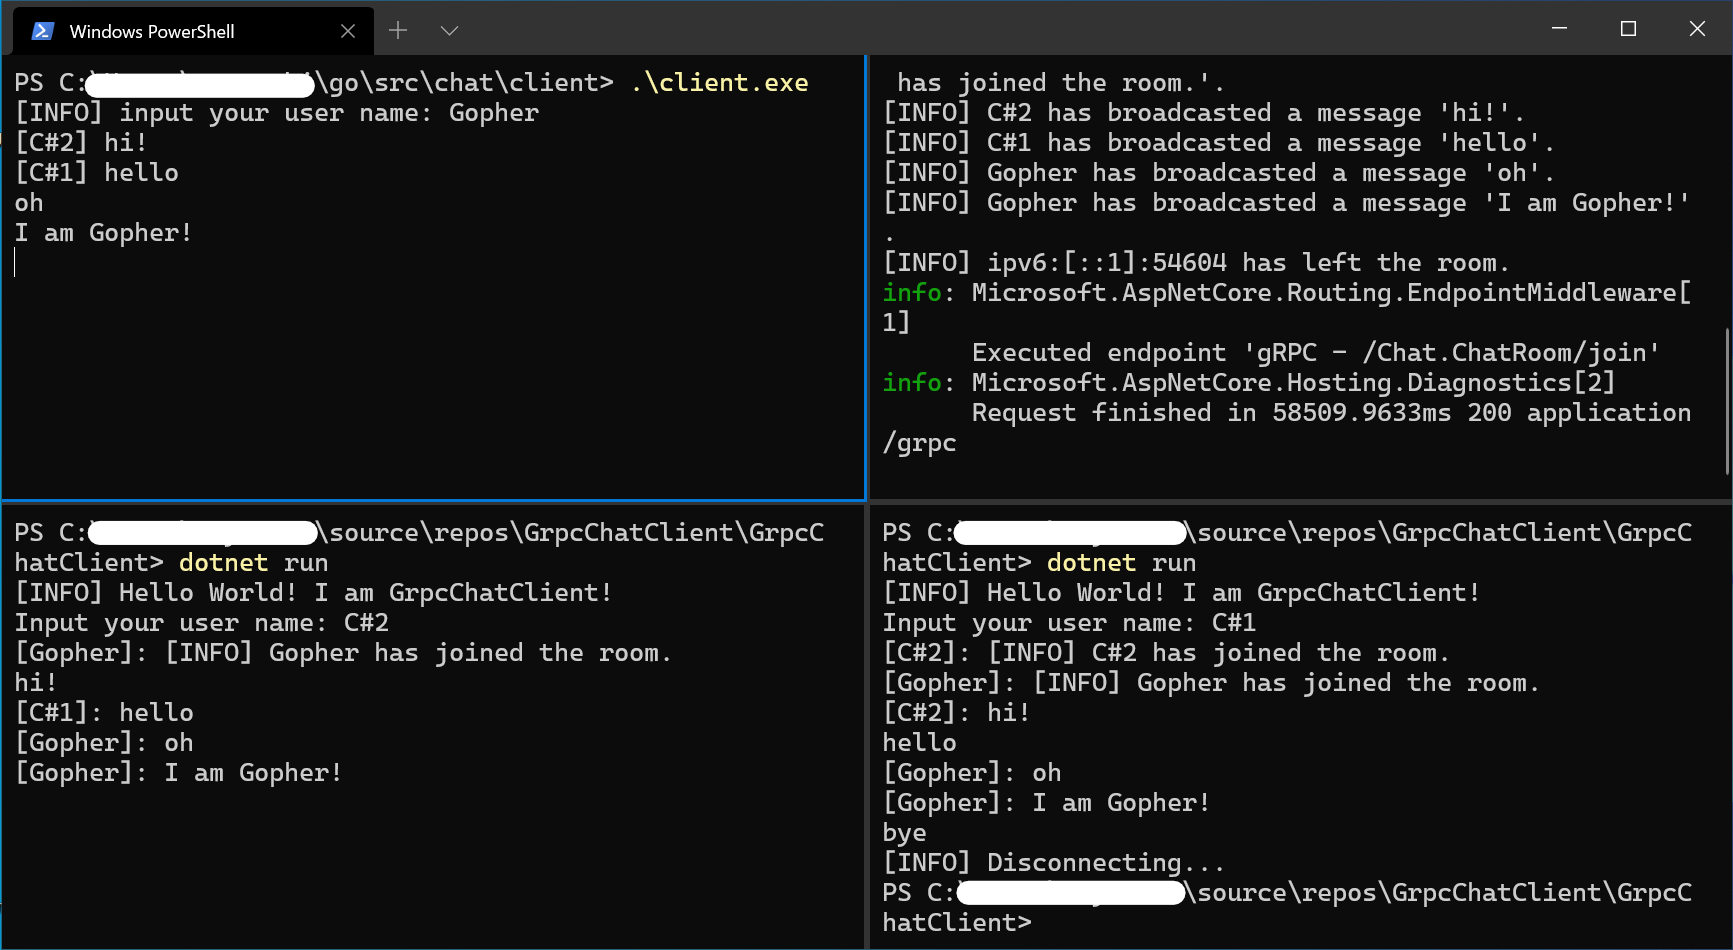 Windows PowerShell
PS C:\go\src\chat\client> .\client.exe
[INFO] input your user name: Gopher
[C#2] hi!
[C#1] hello
oh
I am Gopher!
has joined the room.'.
[INFO] C#2 has broadcasted a message 'hi!'.
[INFO] C#1 has broadcasted a message 'hello'.
[INFO] Gopher has broadcasted a message 'oh'.
[INFO] Gopher has broadcasted a message 'I am Gopher!'
.
[INFO] ipv6:[::1]:54604 has left the room.
info: Microsoft.AspNetCore.Routing.EndpointMiddleware[
1]
Executed endpoint 'gRPC - /Chat.ChatRoom/join'
info: Microsoft.AspNetCore.Hosting.Diagnostics[2]
Request finished in 58509.9633ms 200 application
/grpc
PS C:\source\repos\GrpcChatClient\GrpcC
hatClient> dotnet run
[INFO] Hello World! I am GrpcChatClient!
Input your user name: C#2
[Gopher]: [INFO] Gopher has joined the room.
hi!
[C#1]: hello
[Gopher]: oh
[Gopher]: I am Gopher!
PS C:\source\repos\GrpcChatClient\GrpcC
hatClient> dotnet run
[INFO] Hello World! I am GrpcChatClient!
Input your user name: C#1
[C#2]: [INFO] C#2 has joined the room.
[Gopher]: [INFO] Gopher has joined the room.
[C#2]: hi!
hello
[Gopher]: oh
[Gopher]: I am Gopher!
bye
[INFO] Disconnecting...
PS C:\source\repos\GrpcChatClient\GrpcC
hatClient>